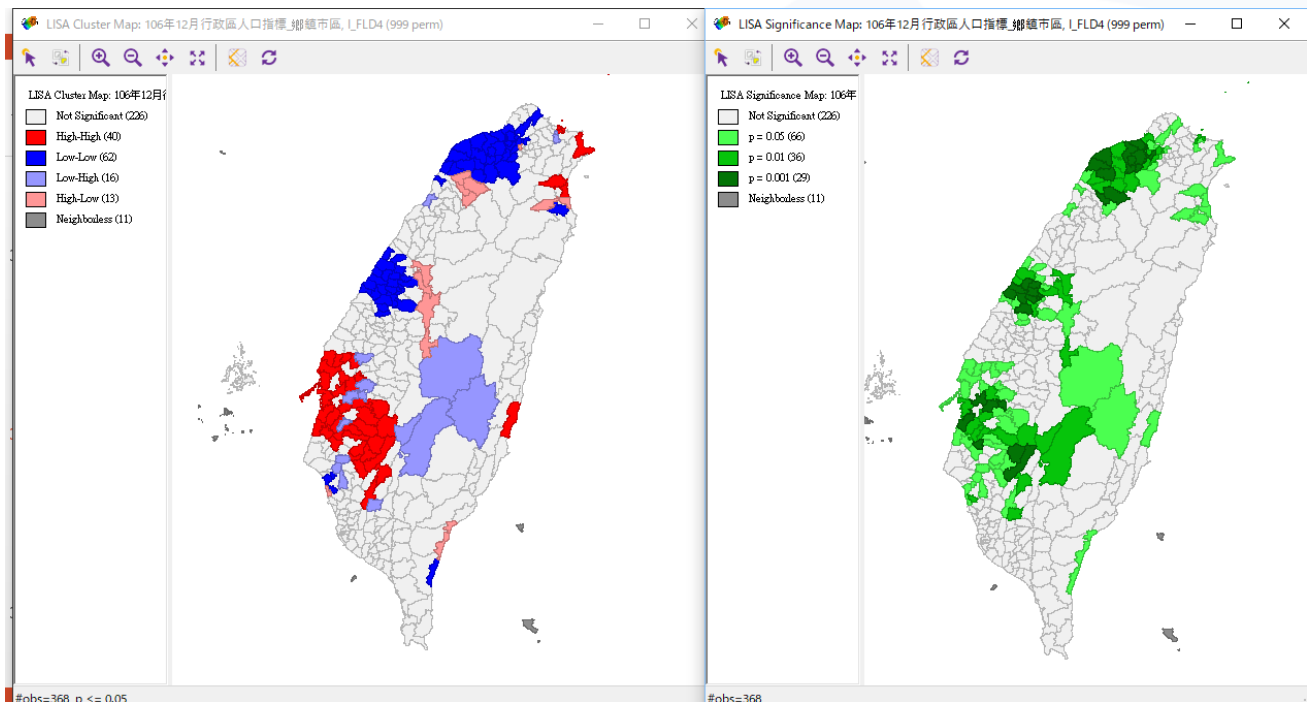 LISA Cluster Map: 106年12月行政區人口指標_鄉鎮市區, I_FLD4 (999 perm)
LISA Cluster Map: 106年12月行
Not Significant (226)
High-High (40)
Low-Low (62)
Low-High (16)
High-Low (13)
Neighborless (11)
#obs=368 p <= 0.05
LISA Significance Map: 106年12月行政區人口指標_鄉鎮市區, I_FLD4 (999 perm)
LISA Significance Map: 106年
Not Significant (226)
p = 0.05 (66)
p = 0.01 (36)
p = 0.001 (29)
Neighborless (11)
#obs=368